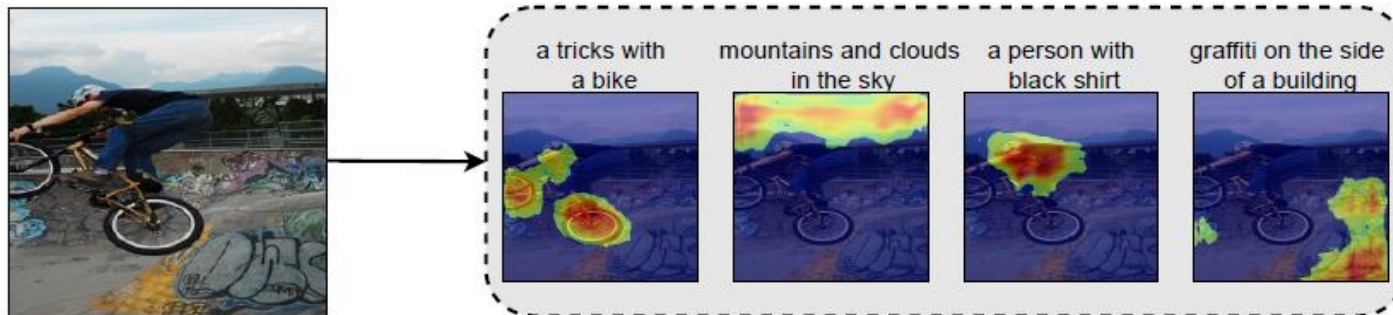 a tricks with
a bike
mountains and clouds
in the sky
a person with
black shirt
graffiti on the side
of a building